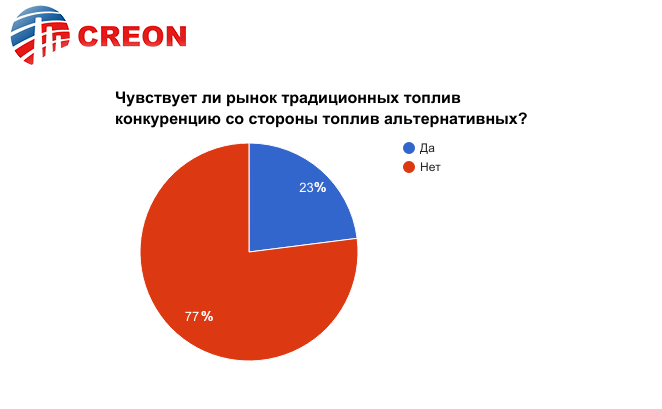 CREON
Чувствует ли рынок традиционных топлив
конкуренцию со стороны топлив альтернативных?
Да
Нет
23%
77%